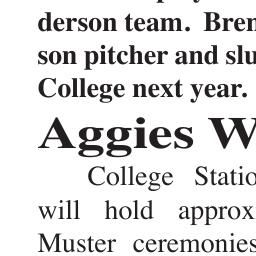 derson team. Bren
son pitcher and slu
College next year.
Aggies W
College Statio
will hold approx
Muster ceremonies